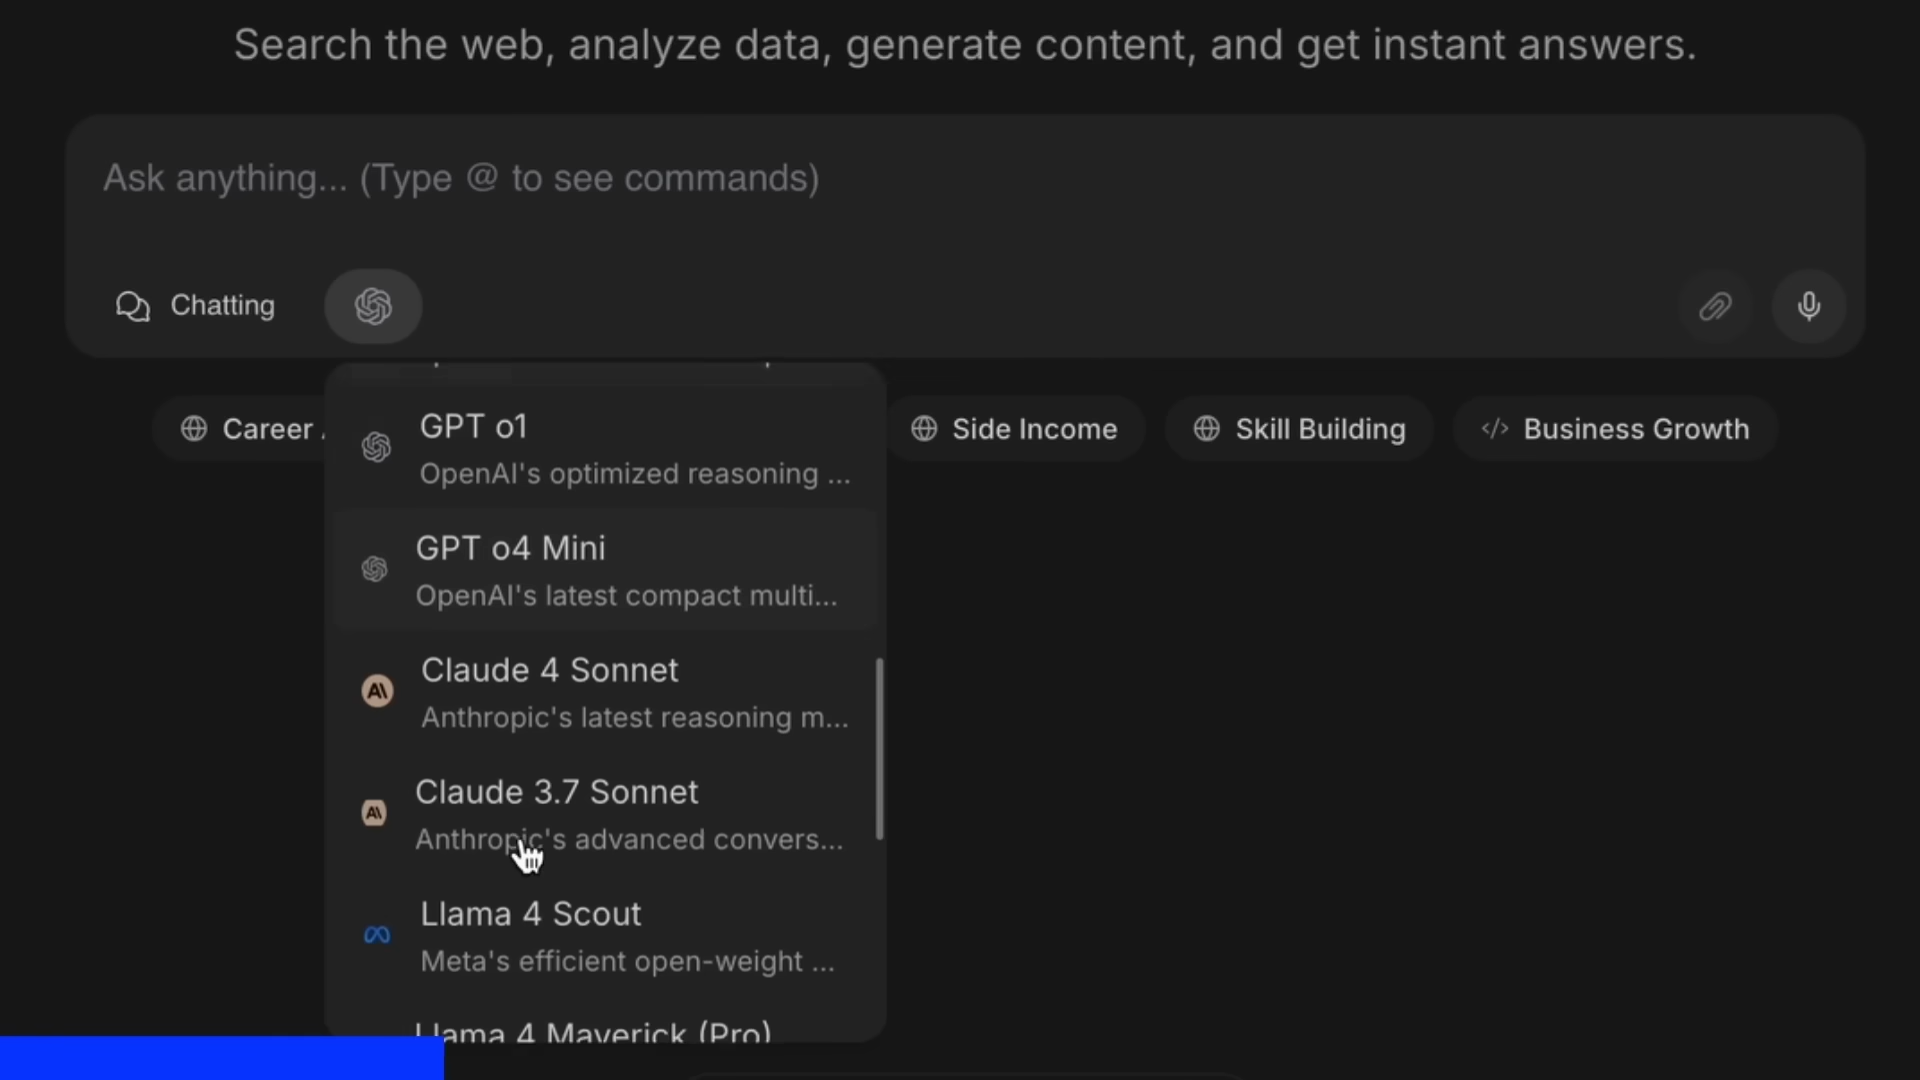 Search the web, analyze data, generate content, and get instant answers.
Ask anything... (Type @ to see commands)
Chatting
Career
Side Income
Skill Building
Business Growth
GPT o1
OpenAI's optimized reasoning ...
GPT o4 Mini
OpenAI's latest compact multi...
Claude 4 Sonnet
Anthropic's latest reasoning m...
Claude 3.7 Sonnet
Anthropic's advanced convers...
Llama 4 Scout
Meta's efficient open-weight ...
Llama 4 Maverick (Pro)